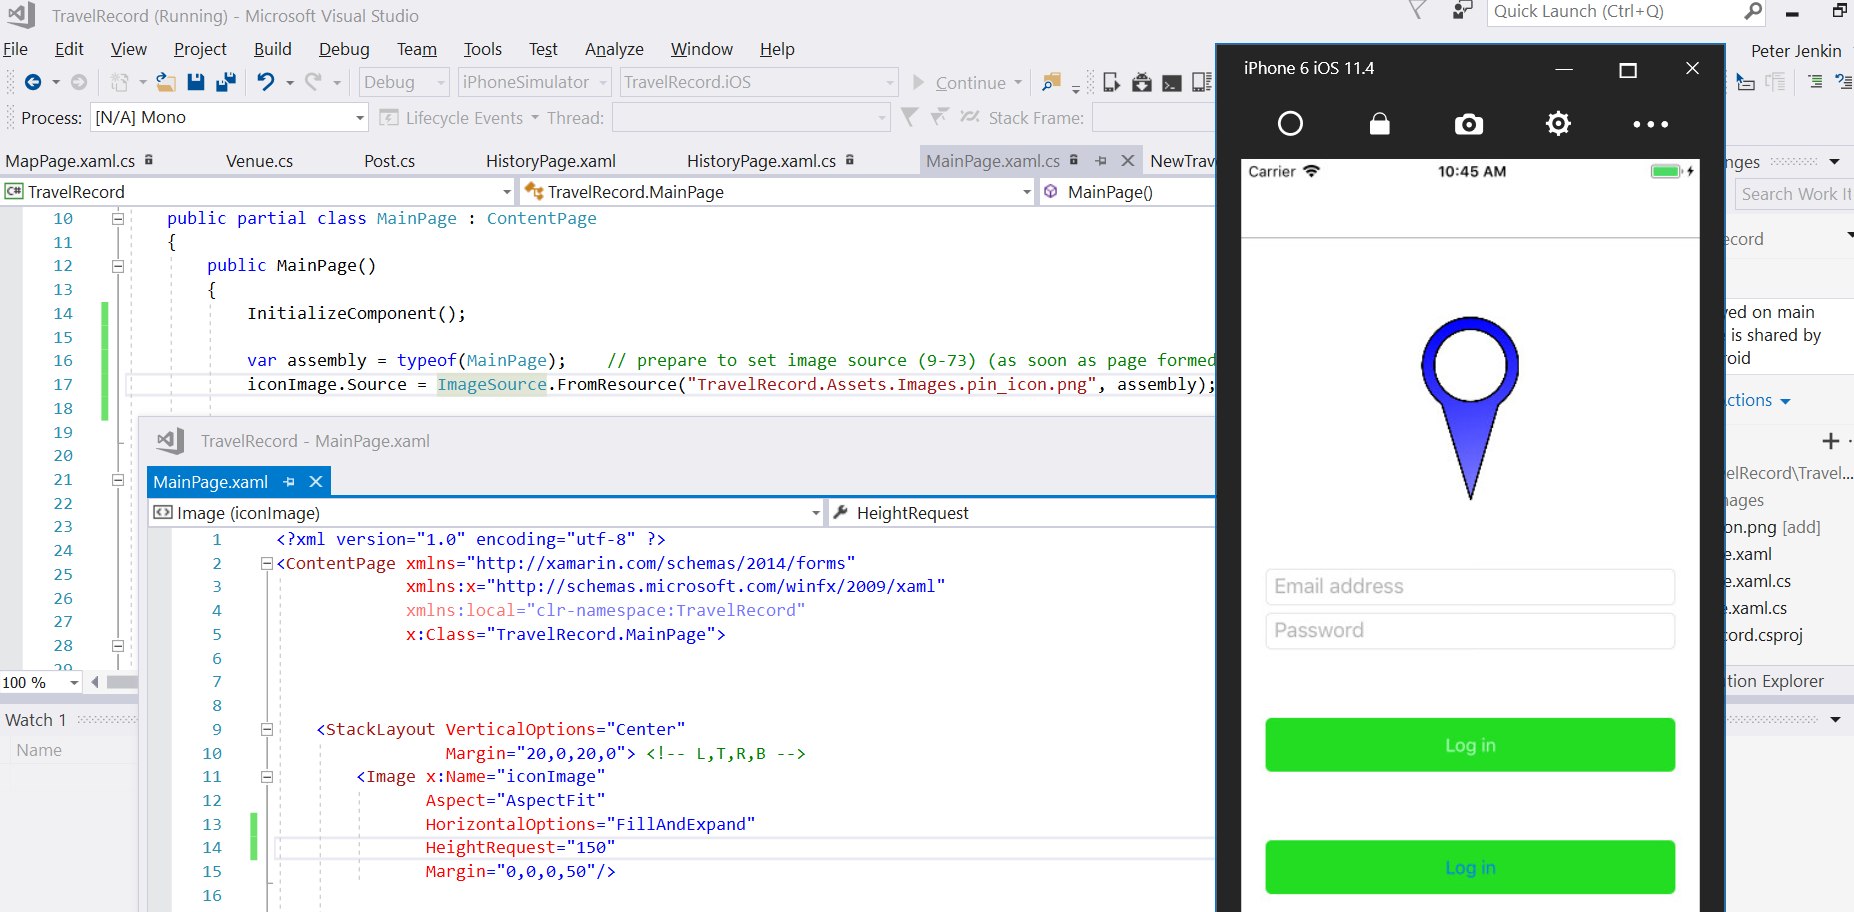 TravelRecord (Running) - Microsoft Visual Studio
Quick Launch (Ctrl+Q)
File Edit View Project Build Debug Team Tools Test Analyze Window Help
Peter Jenkin
Debug iPhoneSimulator TravelRecord.iOS Continue
Process: [N/A] Mono Lifecycle Events Thread: Stack Frame:
MapPage.xaml.cs Venue.cs Post.cs HistoryPage.xaml HistoryPage.xaml.cs MainPage.xaml.cs NewTrav
TravelRecord TravelRecord.MainPage MainPage()
10 public partial class MainPage : ContentPage
11 {
12 public MainPage()
13 {
14 InitializeComponent();
15
16 var assembly = typeof(MainPage); // prepare to set image source (9-73) (as soon as page formed
17 iconImage.Source = ImageSource.FromResource("TravelRecord.Assets.Images.pin_icon.png", assembly);
18
19
20
21
22
23
24
25
26
27
28
29
100 %
Watch 1
Name
TravelRecord - MainPage.xaml
MainPage.xaml
Image (iconImage) HeightRequest
1 <?xml version="1.0" encoding="utf-8" ?>
2 <ContentPage xmlns="http://xamarin.com/schemas/2014/forms"
3 xmlns:x="http://schemas.microsoft.com/winfx/2009/xaml"
4 xmlns:local="clr-namespace:TravelRecord"
5 x:Class="TravelRecord.MainPage">
6
7
8
9 <StackLayout VerticalOptions="Center"
10 Margin="20,0,20,0"> <!-- L,T,R,B -->
11 <Image x:Name="iconImage"
12 Aspect="AspectFit"
13 HorizontalOptions="FillAndExpand"
14 HeightRequest="150"
15 Margin="0,0,0,50"/>
16
iPhone 6 iOS 11.4
Carrier 10:45 AM
Email address
Password
Log in
Log in
nges
Search Work It
ecord
ved on main
e is shared by
roid
ctions
elRecord\Travel...
mages
on.png [add]
e.xaml
e.xaml.cs
e.xaml.cs
cord.csproj
tion Explorer